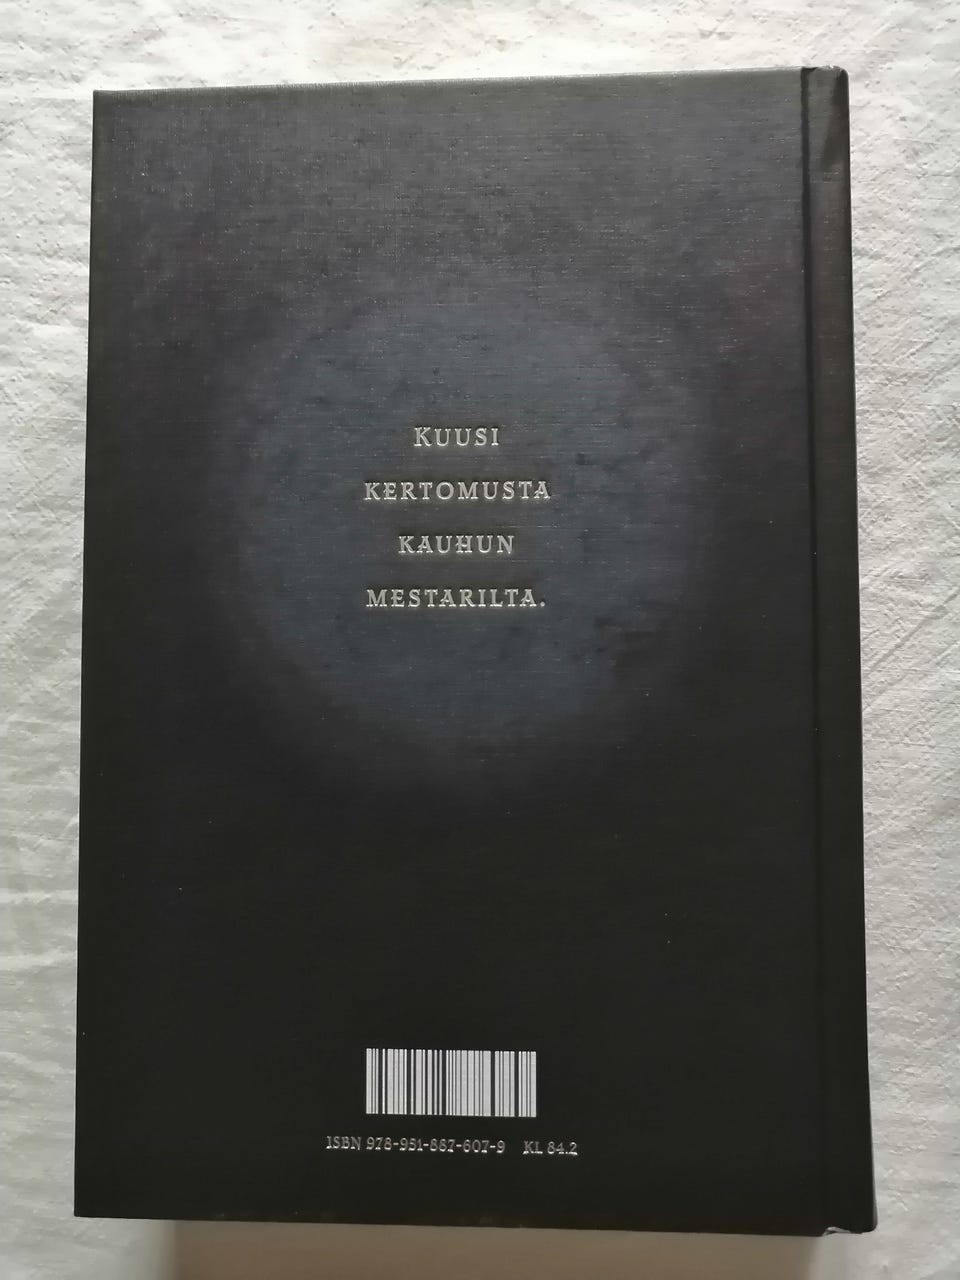 KUUSI
KERTOMUSTA
KAUHUN
MESTARILTA.
ISBN 978-951-887-607-9 KL 84.2